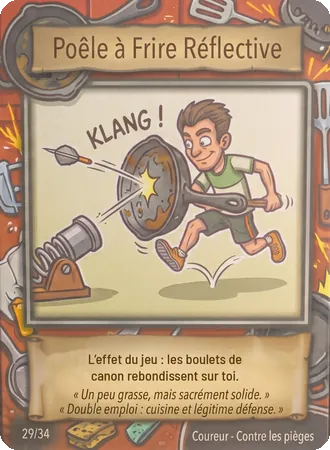 Poêle à Frire Réflective
KLANG !
L'effet du jeu : les boulets de
canon rebondissent sur toi.
« Un peu grasse, mais sacrément solide. »
« Double emploi : cuisine et légitime défense. »
29/34
Coureur - Contre les pièges